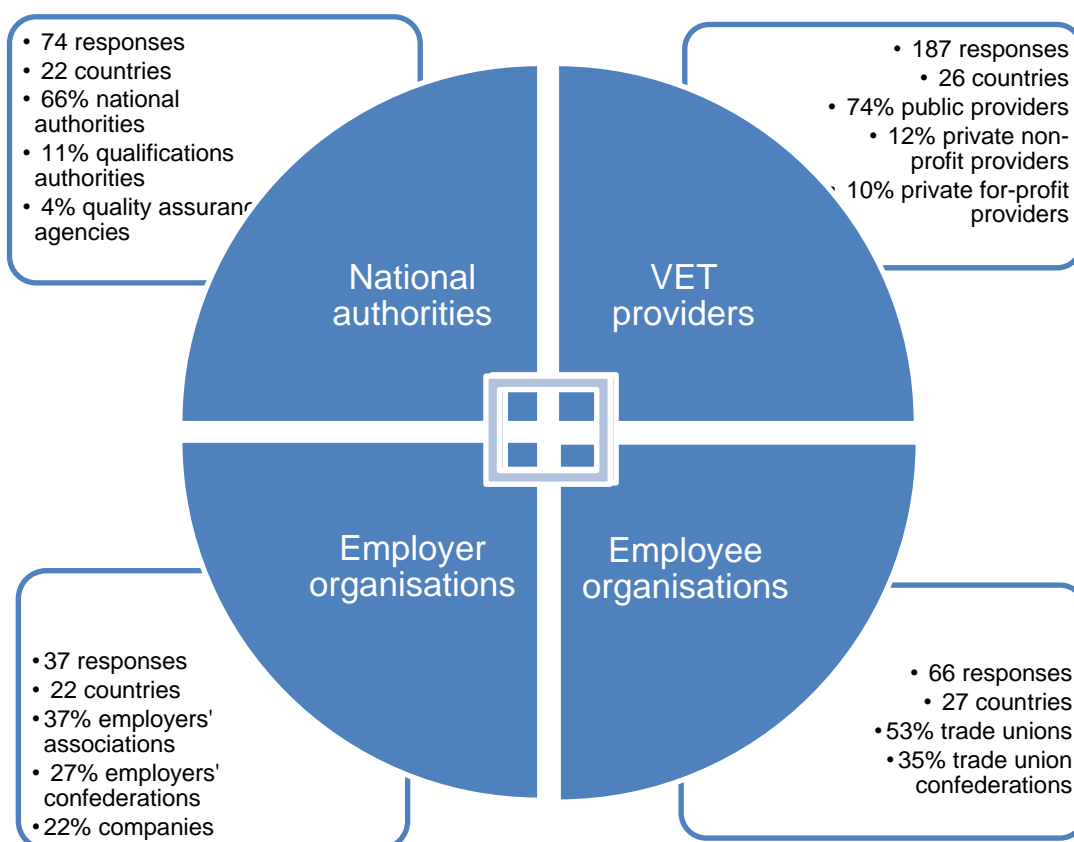 • 74 responses
• 22 countries
• 66% national
authorities
• 11% qualifications
authorities
• 4% quality
agencies
• 187 responses
• 26 countries
• 74% public providers
• 12% private non-
profit providers
• 10% private for-profit
providers
National
authorities
VET
providers
Employer
organisations
Employee
organisations
• 37 responses
• 22 countries
• 37% employers'
associations
• 27% employers'
confederations
• 22% companies
• 66 responses
• 27 countries
• 53% trade unions
• 35% trade union
confederations